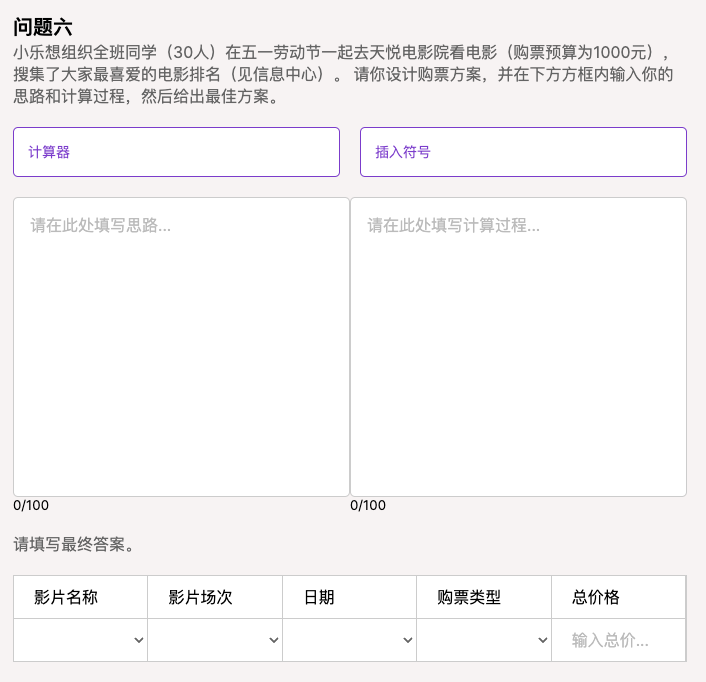 问题六
小乐想组织全班同学（30人）在五一劳动节一起去天悦电影院看电影（购票预算为1000元），
搜集了大家最喜爱的电影排名（见信息中心）。 请你设计购票方案，并在下方方框内输入你的
思路和计算过程，然后给出最佳方案。
计算器 插入符号
请在此处填写思路... 请在此处填写计算过程...
0/100 0/100
请填写最终答案。
影片名称 影片场次 日期 购票类型 总价格
输入总价...